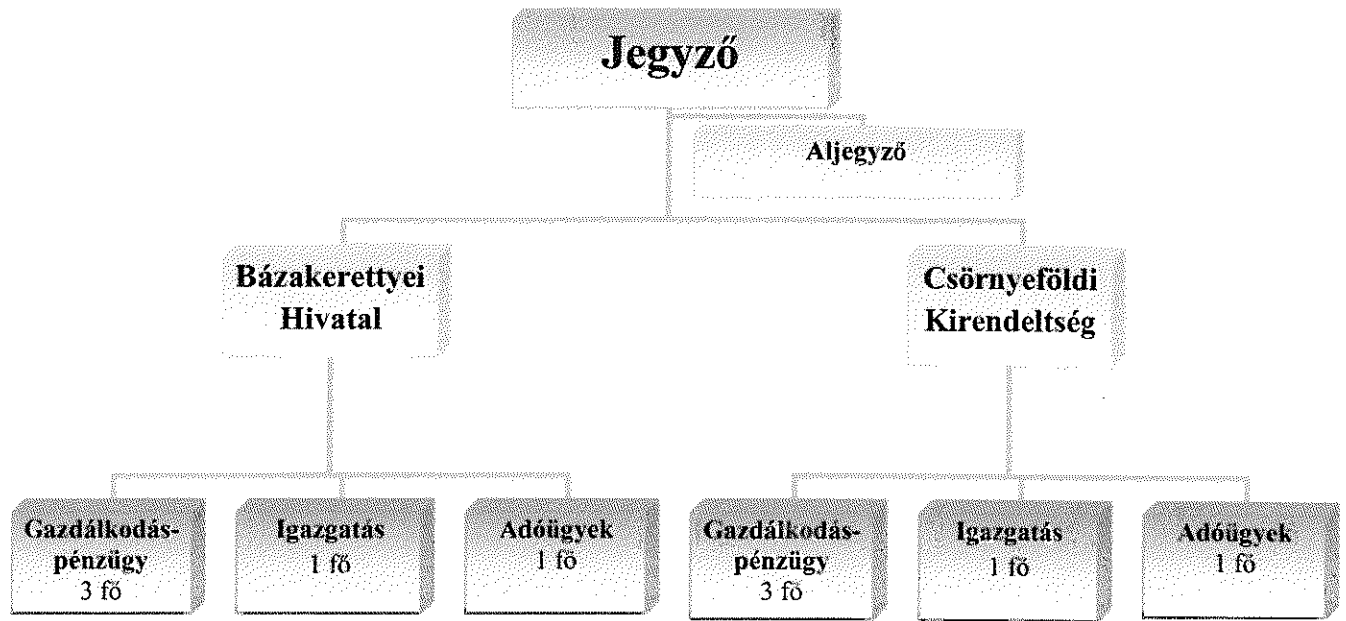 Jegyző
Aljegyző
Bázakerettyei
Hivatal
Csörnyeföldi
Kirendeltség
Gazdálkodás-
pénzügy
3 fő
Igazgatás
1 fő
Adóügyek
1 fő
Gazdálkodás-
pénzügy
3 fő
Igazgatás
1 fő
Adóügyek
1 fő